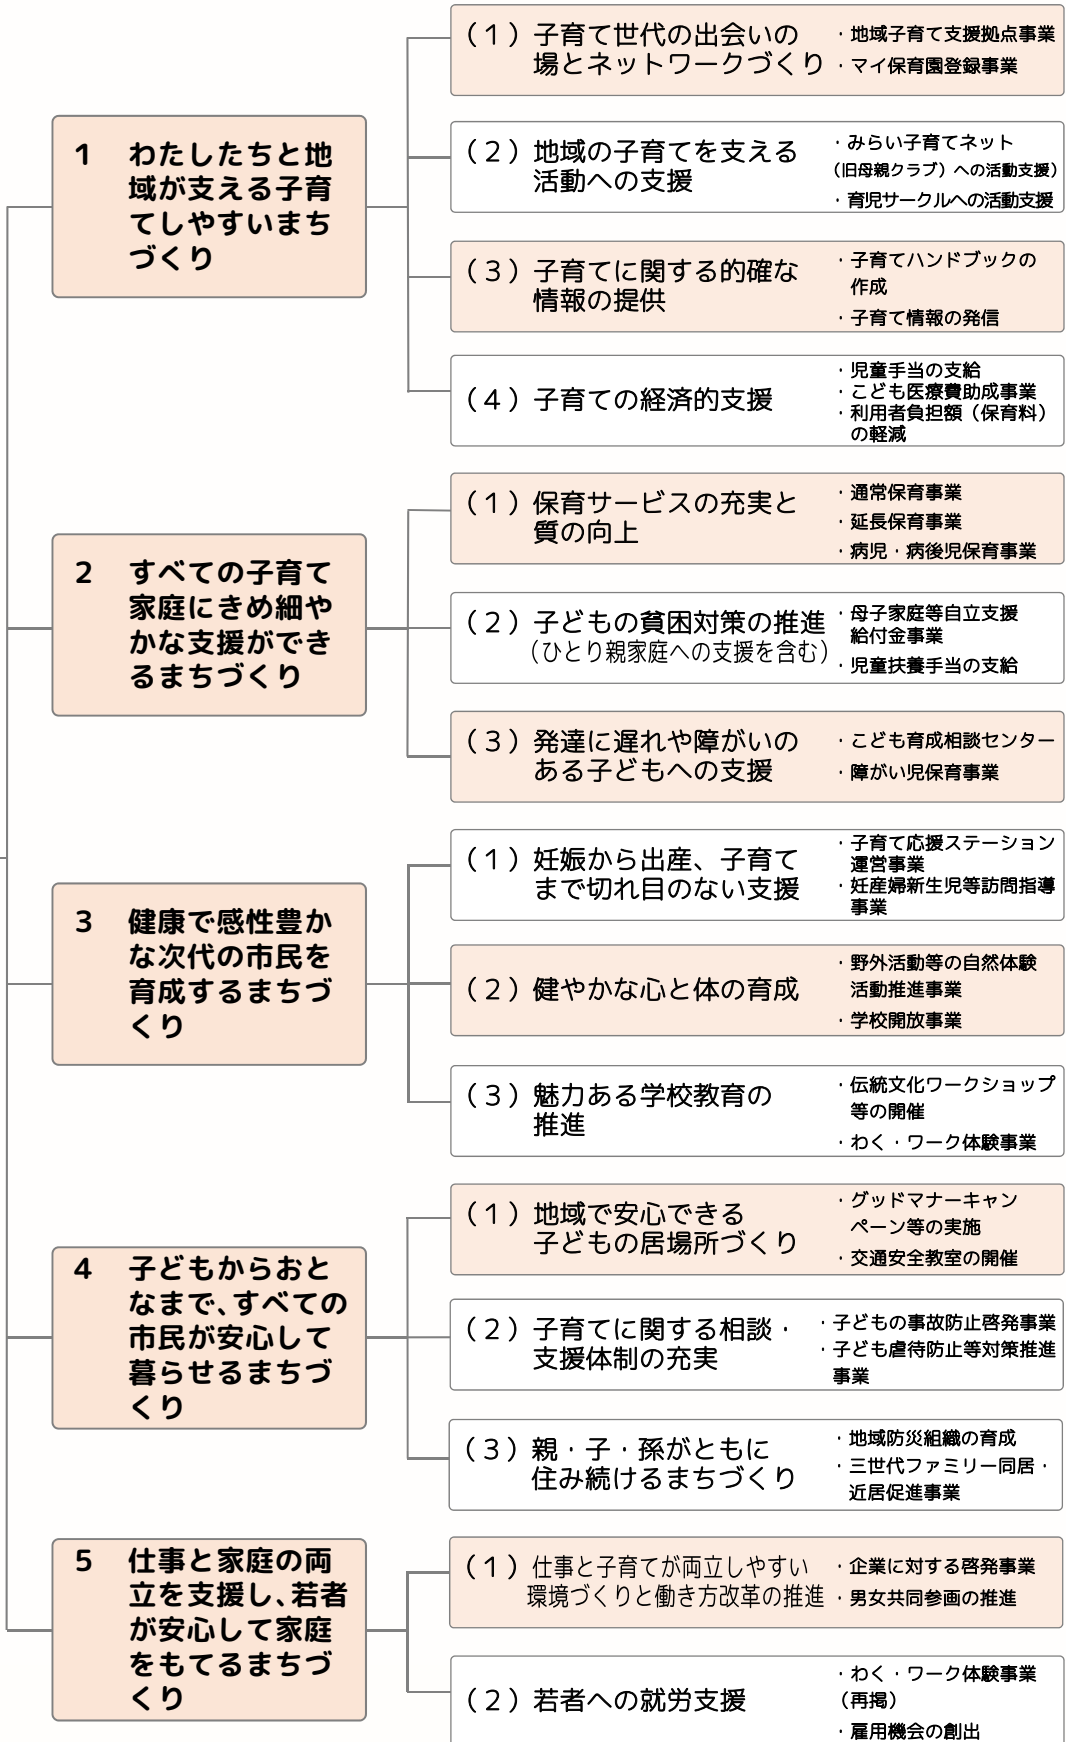 1 わたしたちと地
域が支える子育
てしやすいまち
づくり
（１）子育て世代の出会いの
場とネットワークづくり
・地域子育て支援拠点事業
・マイ保育園登録事業
（２）地域の子育てを支える
活動への支援
・みらい子育てネット
（旧母親クラブ）への活動支援）
・育児サークルへの活動支援
（３）子育てに関する的確な
情報の提供
・子育てハンドブックの
作成
・子育て情報の発信
（４）子育ての経済的支援
・児童手当の支給
・こども医療費助成事業
・利用者負担額（保育料）
の軽減
2 すべての子育て
家庭にきめ細や
かな支援ができ
るまちづくり
（１）保育サービスの充実と
質の向上
・通常保育事業
・延長保育事業
・病児・病後児保育事業
（２）子どもの貧困対策の推進
（ひとり親家庭への支援を含む）
・母子家庭等自立支援
給付金事業
・児童扶養手当の支給
（３）発達に遅れや障がいの
ある子どもへの支援
・こども育成相談センター
・障がい児保育事業
3 健康で感性豊か
な次代の市民を
育成するまちづ
くり
（１）妊娠から出産、子育て
まで切れ目のない支援
・子育て応援ステーション
運営事業
・妊産婦新生児等訪問指導
事業
（２）健やかな心と体の育成
・野外活動等の自然体験
活動推進事業
・学校開放事業
（３）魅力ある学校教育の
推進
・伝統文化ワークショップ
等の開催
・わく・ワーク体験事業
4 子どもからおと
なまで、すべての
市民が安心して
暮らせるまちづ
くり
（１）地域で安心できる
子どもの居場所づくり
・グッドマナーキャン
ペーン等の実施
・交通安全教室の開催
（２）子育てに関する相談・
支援体制の充実
・子どもの事故防止啓発事業
・子ども虐待防止等対策推進
事業
（３）親・子・孫がともに
住み続けるまちづくり
・地域防災組織の育成
・三世代ファミリー同居・
近居促進事業
5 仕事と家庭の両
立を支援し、若者
が安心して家庭
をもてるまちづ
くり
（１）仕事と子育てが両立しやすい
環境づくりと働き方改革の推進
・企業に対する啓発事業
・男女共同参画の推進
（２）若者への就労支援
・わく・ワーク体験事業
（再掲）
・雇用機会の創出